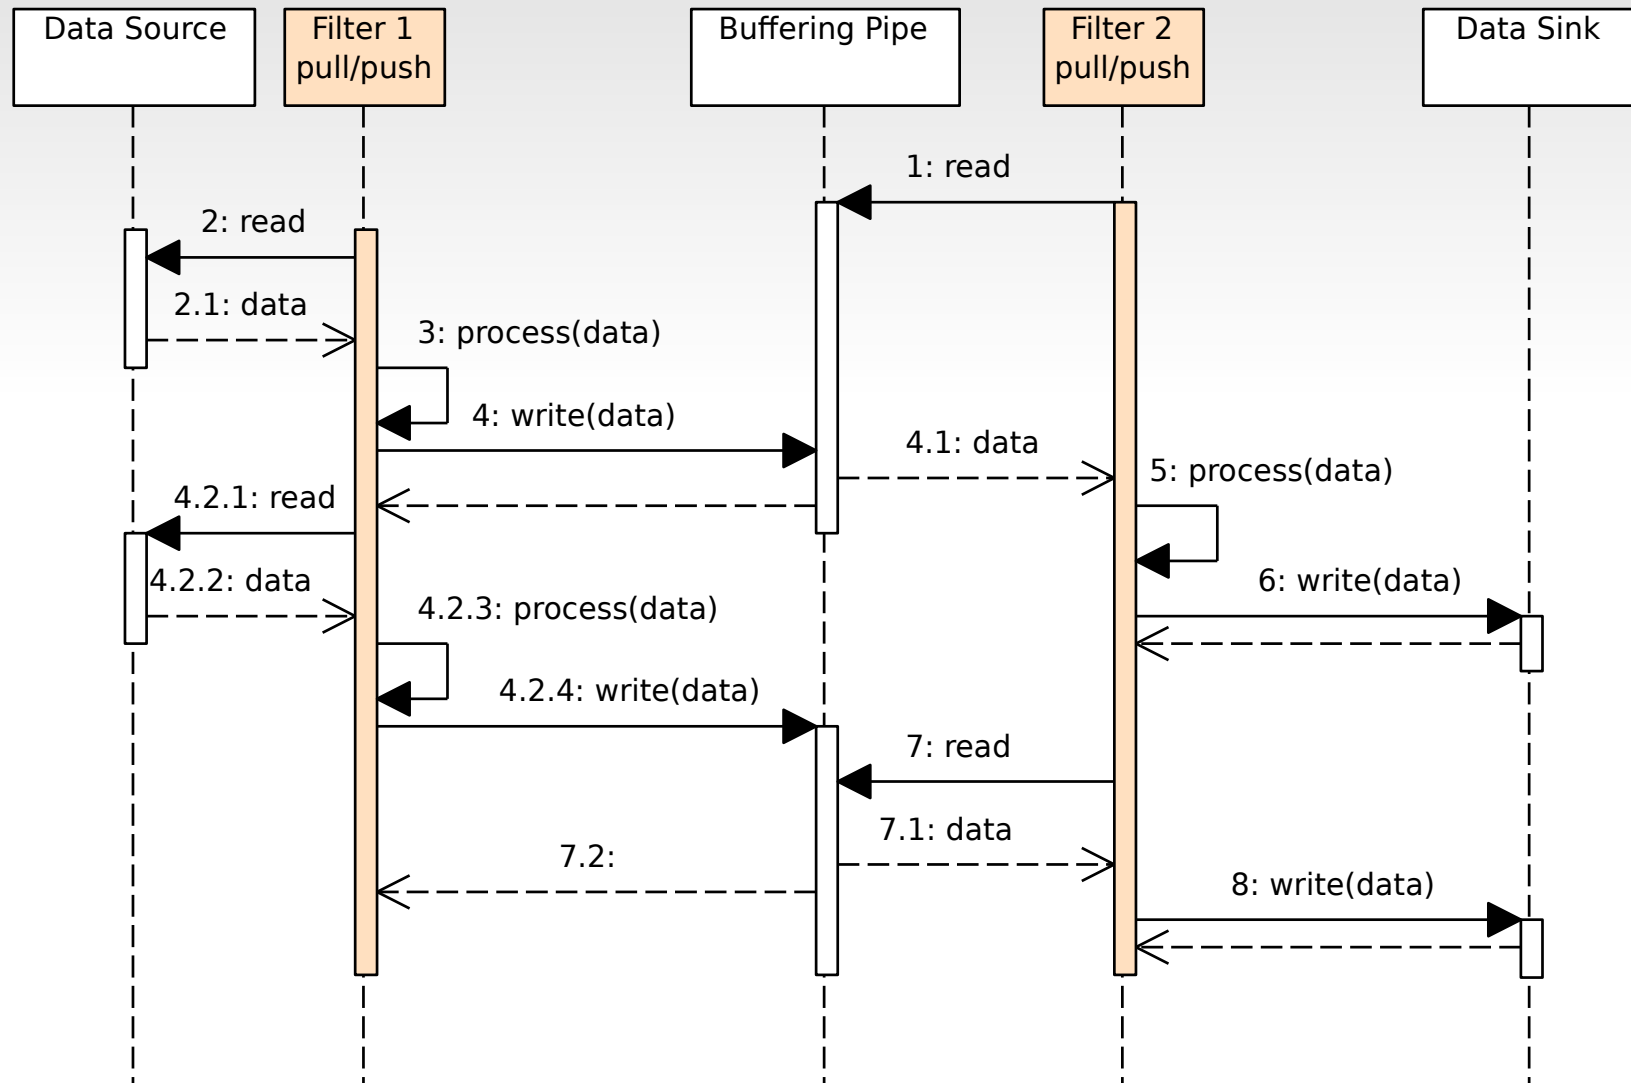 Data Source
Filter 1
pull/push
Buffering Pipe
Filter 2
pull/push
Data Sink
1: read
2: read
2.1: data
3: process(data)
4: write(data)
4.1: data
5: process(data)
4.2.1: read
4.2.2: data
6: write(data)
4.2.3: process(data)
4.2.4: write(data)
7: read
7.1: data
7.2:
8: write(data)